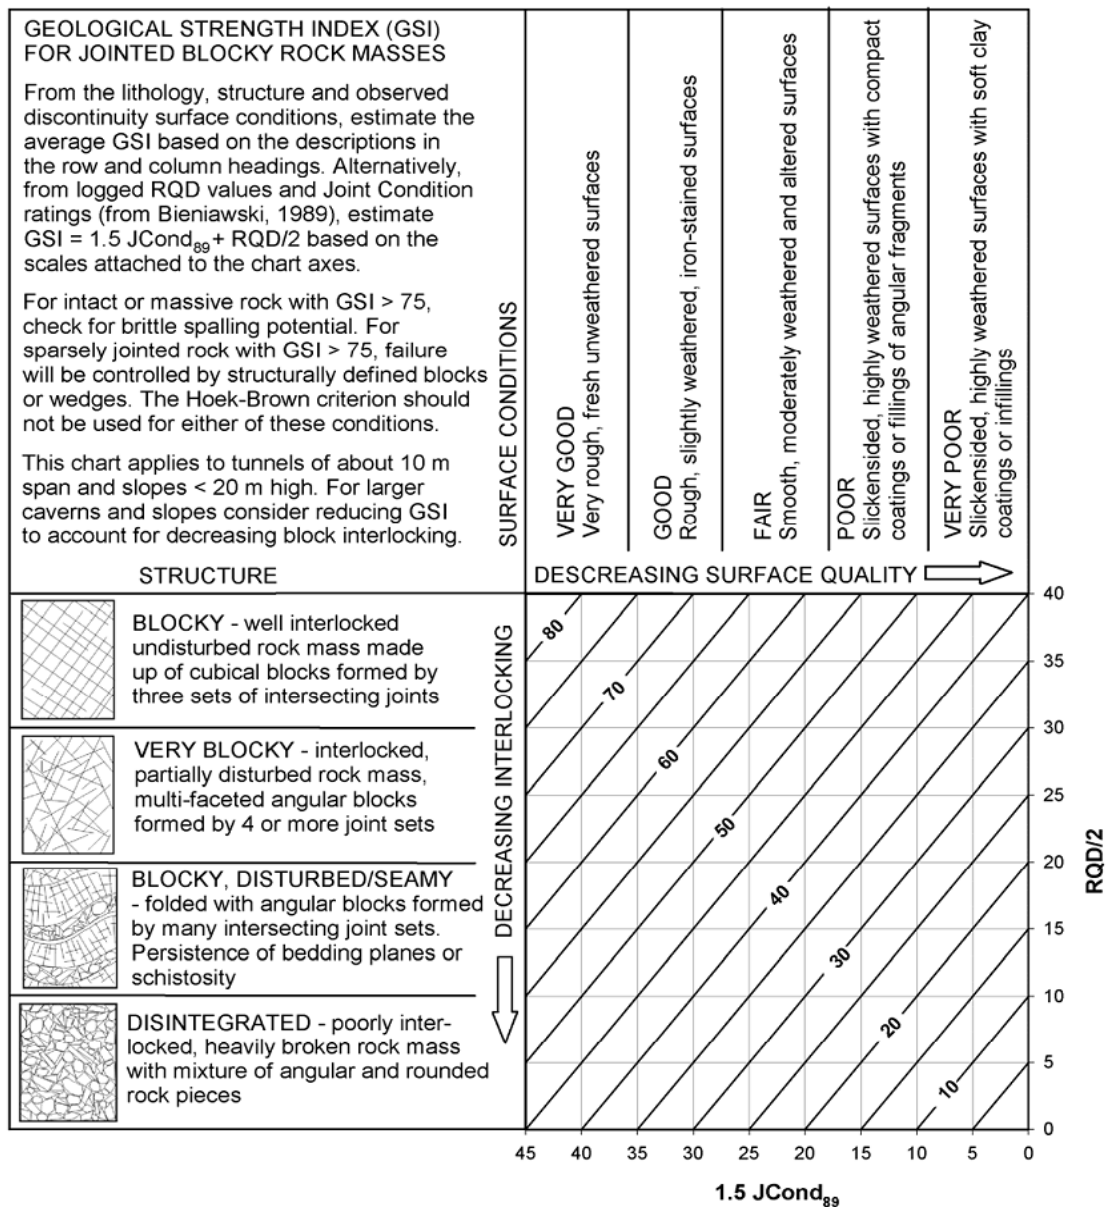 GEOLOGICAL STRENGTH INDEX (GSI)
FOR JOINTED BLOCKY ROCK MASSES
From the lithology, structure and observed
discontinuity surface conditions, estimate the
average GSI based on the descriptions in
the row and column headings. Alternatively,
from logged RQD values and Joint Condition
ratings (from Bieniawski, 1989), estimate
GSI = 1.5 JCond₈₉ + RQD/2 based on the
scales attached to the chart axes.
For intact or massive rock with GSI > 75,
check for brittle spalling potential. For
sparsely jointed rock with GSI > 75, failure
will be controlled by structurally defined blocks
or wedges. The Hoek-Brown criterion should
not be used for either of these conditions.
This chart applies to tunnels of about 10 m
span and slopes < 20 m high. For larger
caverns and slopes consider reducing GSI
to account for decreasing block interlocking.
SURFACE CONDITIONS
VERY GOOD
Very rough, fresh unweathered surfaces
GOOD
Rough, slightly weathered, iron-stained surfaces
FAIR
Smooth, moderately weathered and altered surfaces
POOR
Slickensided, highly weathered surfaces with compact
coatings or fillings of angular fragments
VERY POOR
Slickensided, highly weathered surfaces with soft clay
coatings or infillings
STRUCTURE
DESCREASING SURFACE QUALITY
BLOCKY - well interlocked
undisturbed rock mass made
up of cubical blocks formed by
three sets of intersecting joints
VERY BLOCKY - interlocked,
partially disturbed rock mass,
multi-faceted angular blocks
formed by 4 or more joint sets
BLOCKY, DISTURBED/SEAMY
- folded with angular blocks formed
by many intersecting joint sets.
Persistence of bedding planes or
schistosity
DISINTEGRATED - poorly inter-
locked, heavily broken rock mass
with mixture of angular and rounded
rock pieces
DECREASING INTERLOCKING
80
70
60
50
40
30
20
10
40
35
30
25
20
15
10
5
0
RQD/2
45 40 35 30 25 20 15 10 5 0
1.5 JCond₈₉